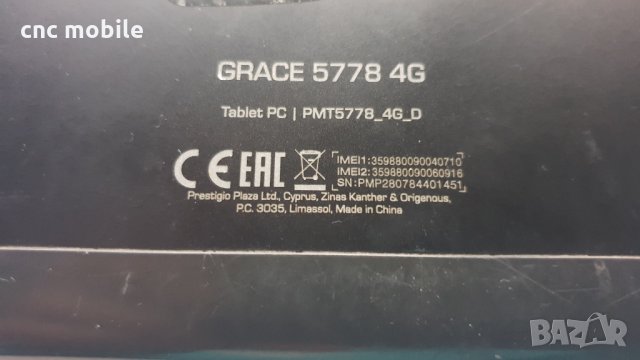 cnc mobile
GRACE 5778 4G
Tablet PC | PMT5778_4G_D
CE EAC
IMEI1:359880090040710
IMEI2:359880090060916
SN:PMP280784401451
Prestigio Plaza Ltd., Cyprus, Zinas Kanther & Origenous,
P.C. 3035, Limassol, Made in China
BAZAR